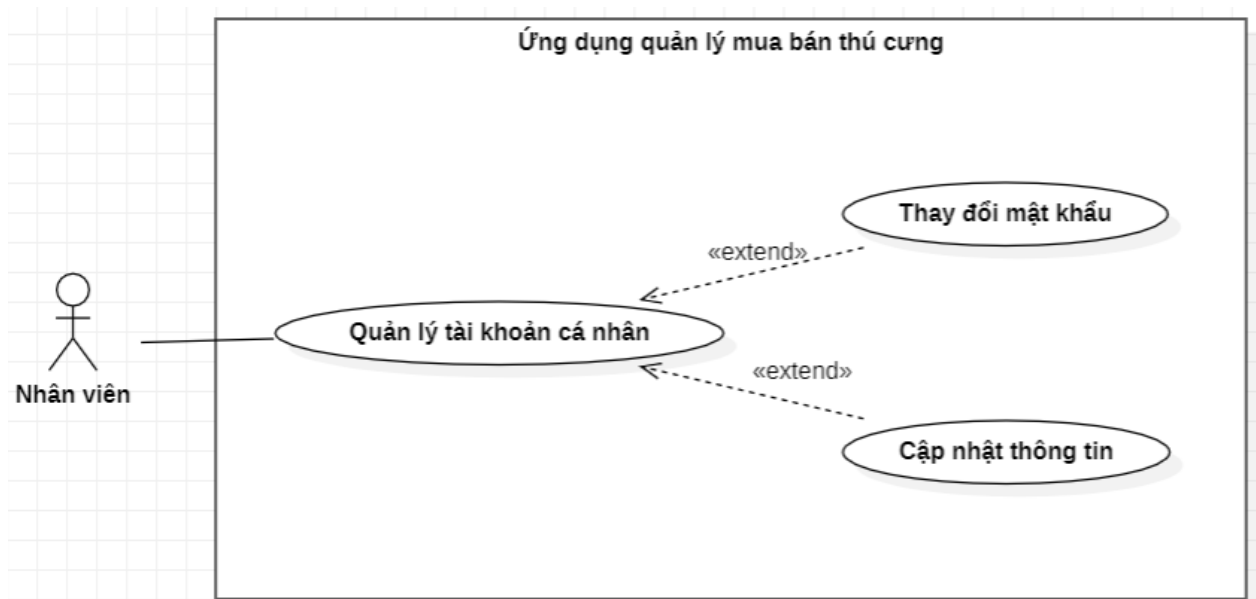 Ứng dụng quản lý mua bán thú cưng
Thay đổi mật khẩu
«extend»
Quản lý tài khoản cá nhân
«extend»
Nhân viên
Cập nhật thông tin